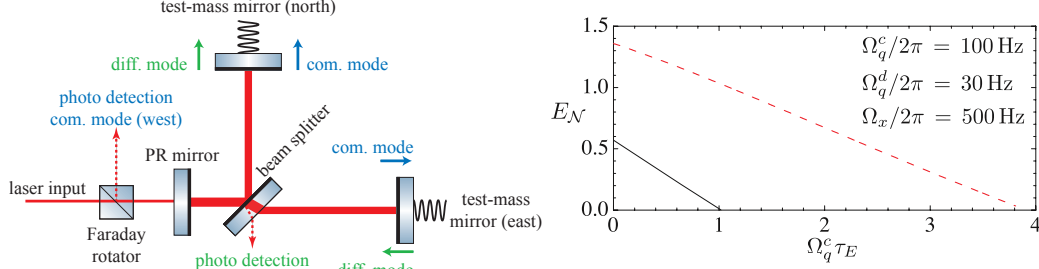 test-mass mirror (north)
diff. mode
com. mode
photo detection
com. mode (west)
PR mirror
beam splitter
com. mode
laser input
test-mass
mirror (east)
Faraday
rotator
photo detection
diff. mode
1.5
1.0
E_N
0.5
0.0
0 1 2 3 4
Ω_q^c τ_E
Ω_q^c/2π = 100 Hz
Ω_q^d/2π = 30 Hz
Ω_x/2π = 500 Hz